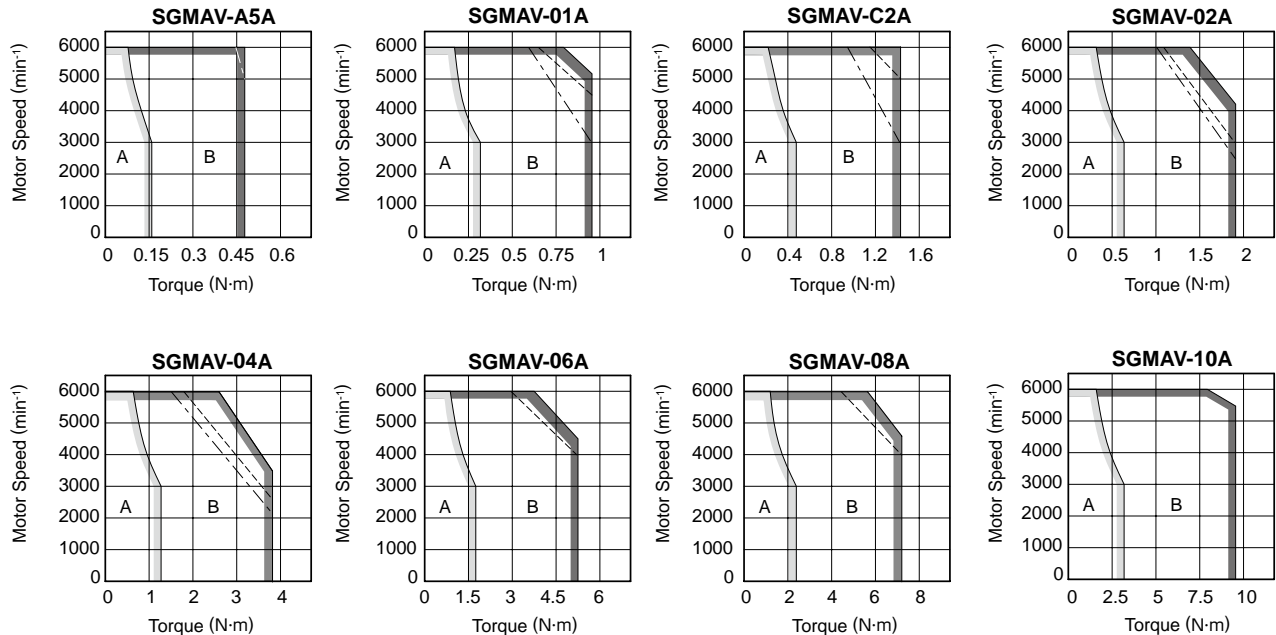 SGMAV-A5A
Motor Speed (min⁻¹)
6000
5000
4000
3000
2000
1000
0
A
B
0 0.15 0.3 0.45 0.6
Torque (N·m)
SGMAV-01A
Motor Speed (min⁻¹)
6000
5000
4000
3000
2000
1000
0
A
B
0 0.25 0.5 0.75 1
Torque (N·m)
SGMAV-C2A
Motor Speed (min⁻¹)
6000
5000
4000
3000
2000
1000
0
A
B
0 0.4 0.8 1.2 1.6
Torque (N·m)
SGMAV-02A
Motor Speed (min⁻¹)
6000
5000
4000
3000
2000
1000
0
A
B
0 0.5 1 1.5 2
Torque (N·m)
SGMAV-04A
Motor Speed (min⁻¹)
6000
5000
4000
3000
2000
1000
0
A
B
0 1 2 3 4
Torque (N·m)
SGMAV-06A
Motor Speed (min⁻¹)
6000
5000
4000
3000
2000
1000
0
A
B
0 1.5 3 4.5 6
Torque (N·m)
SGMAV-08A
Motor Speed (min⁻¹)
6000
5000
4000
3000
2000
1000
0
A
B
0 2 4 6 8
Torque (N·m)
SGMAV-10A
Motor Speed (min⁻¹)
6000
5000
4000
3000
2000
1000
0
A
B
0 2.5 5 7.5 10
Torque (N·m)